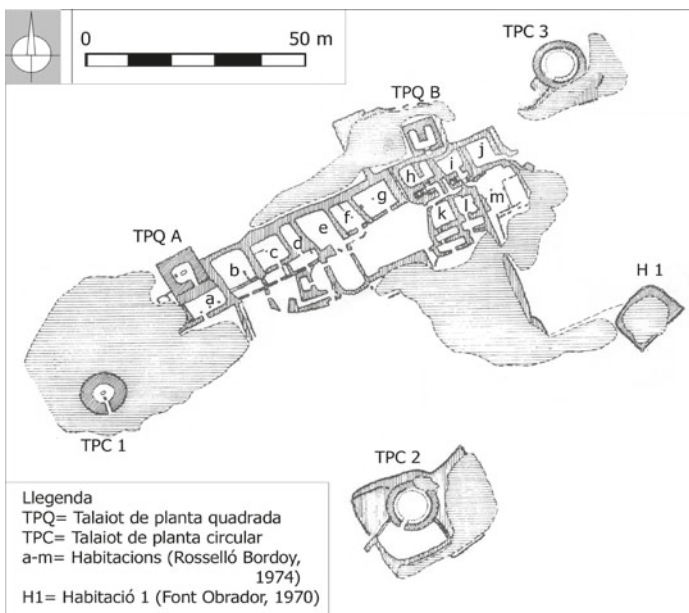 0 50 m
TPC 3
TPQ B
j
i
h
g
m
l
k
f
e
d
c
b
a
TPQ A
H 1
TPC 1
TPC 2
Llegenda
TPQ= Talaiot de planta quadrada
TPC= Talaiot de planta circular
a-m= Habitacions (Rosselló Bordoy,
1974)
H1= Habitació 1 (Font Obrador, 1970)